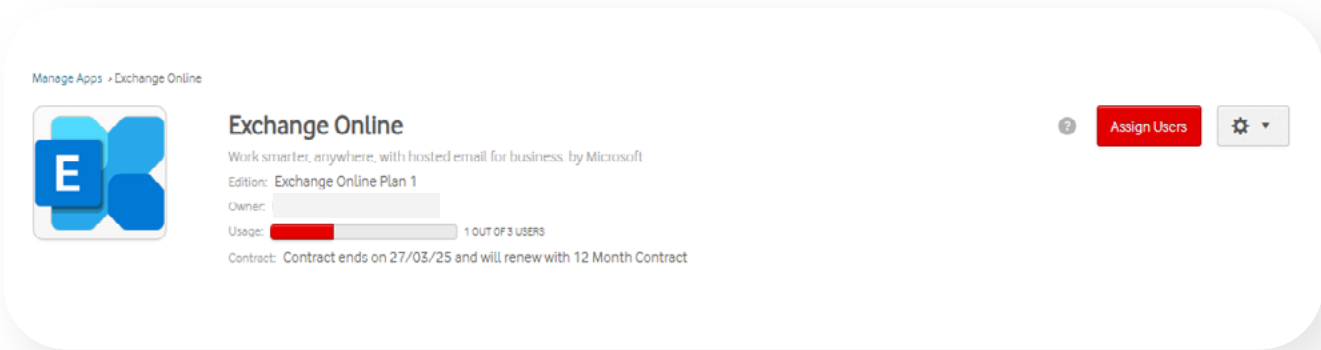 Manage Apps › Exchange Online
E
Exchange Online
Work smarter, anywhere, with hosted email for business by Microsoft
Edition: Exchange Online Plan 1
Owner:
Usage: 1 OUT OF 3 USERS
Contract: Contract ends on 27/03/25 and will renew with 12 Month Contract
? Assign Users